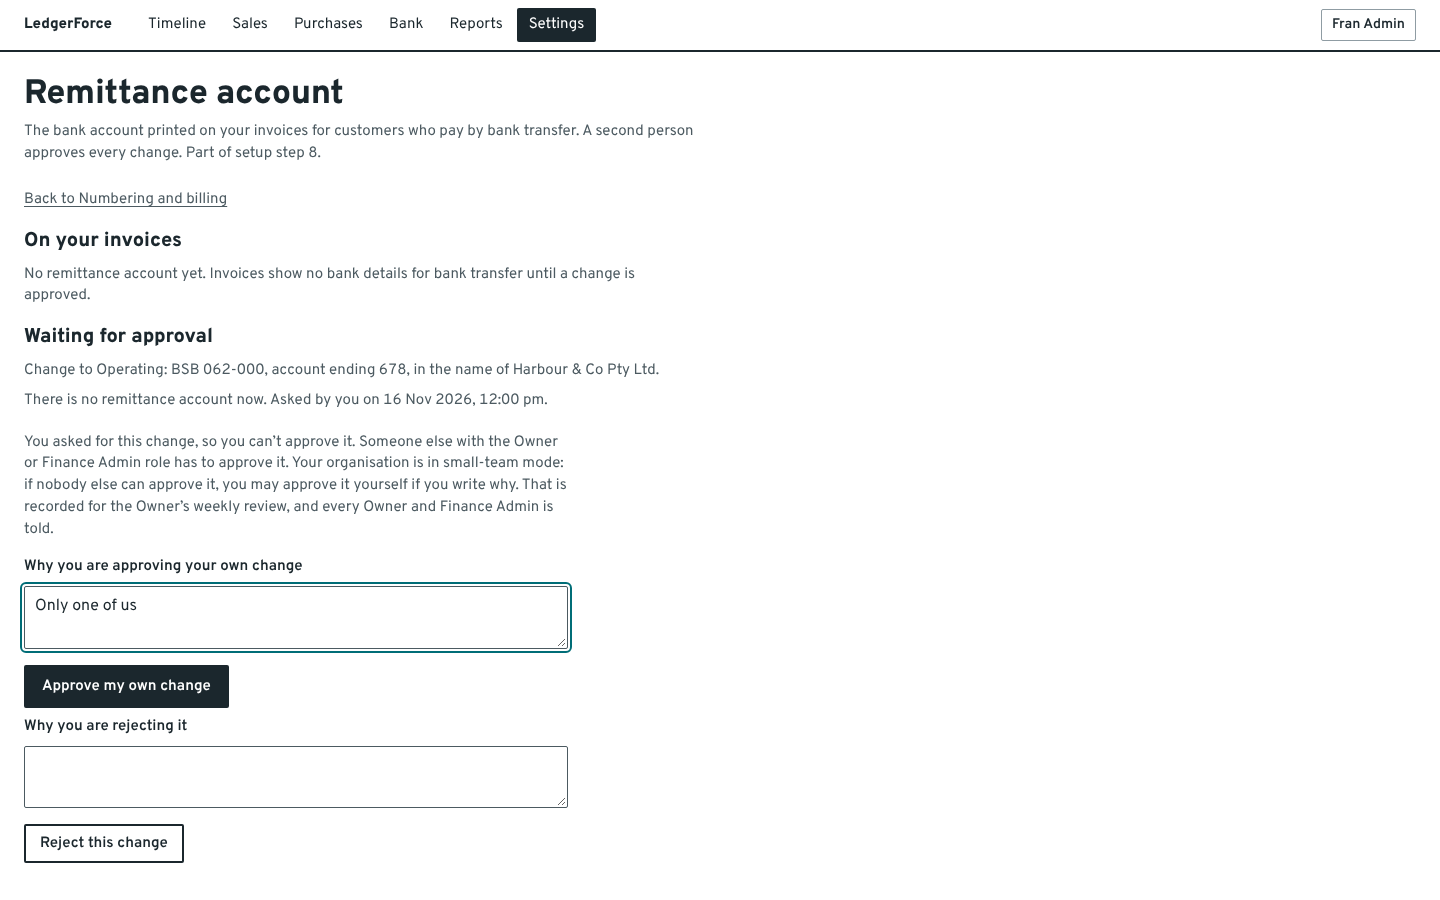 LedgerForce Timeline Sales Purchases Bank Reports Settings Fran Admin
Remittance account
The bank account printed on your invoices for customers who pay by bank transfer. A second person
approves every change. Part of setup step 8.
Back to Numbering and billing
On your invoices
No remittance account yet. Invoices show no bank details for bank transfer until a change is
approved.
Waiting for approval
Change to Operating: BSB 062-000, account ending 678, in the name of Harbour & Co Pty Ltd.
There is no remittance account now. Asked by you on 16 Nov 2026, 12:00 pm.
You asked for this change, so you can’t approve it. Someone else with the Owner
or Finance Admin role has to approve it. Your organisation is in small-team mode:
if nobody else can approve it, you may approve it yourself if you write why. That is
recorded for the Owner’s weekly review, and every Owner and Finance Admin is
told.
Why you are approving your own change
Only one of us
Approve my own change
Why you are rejecting it
Reject this change